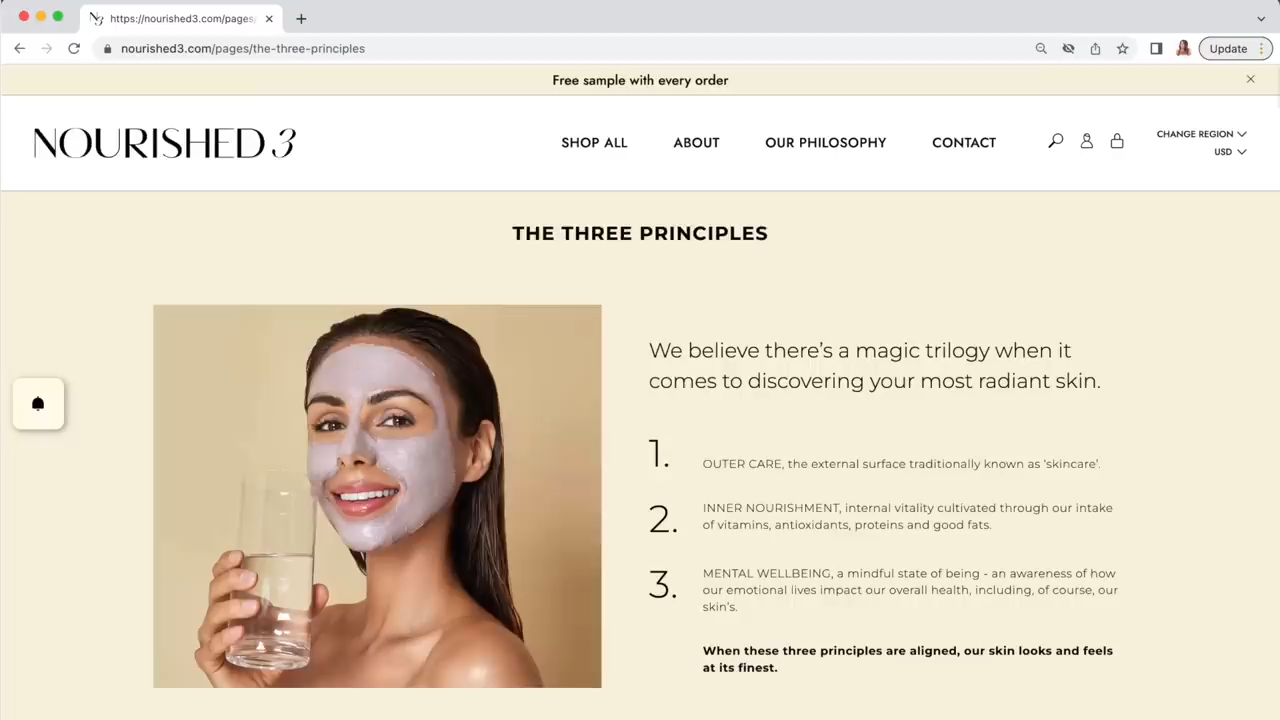 https://nourished3.com/pages/
nourished3.com/pages/the-three-principles
Update
Free sample with every order
NOURISHED 3
SHOP ALL
ABOUT
OUR PHILOSOPHY
CONTACT
CHANGE REGION
USD
THE THREE PRINCIPLES
We believe there's a magic trilogy when it
comes to discovering your most radiant skin.
1.
OUTER CARE, the external surface traditionally known as 'skincare'.
2.
INNER NOURISHMENT, internal vitality cultivated through our intake
of vitamins, antioxidants, proteins and good fats.
3.
MENTAL WELLBEING, a mindful state of being - an awareness of how
our emotional lives impact our overall health, including, of course, our
skin's.
When these three principles are aligned, our skin looks and feels
at its finest.